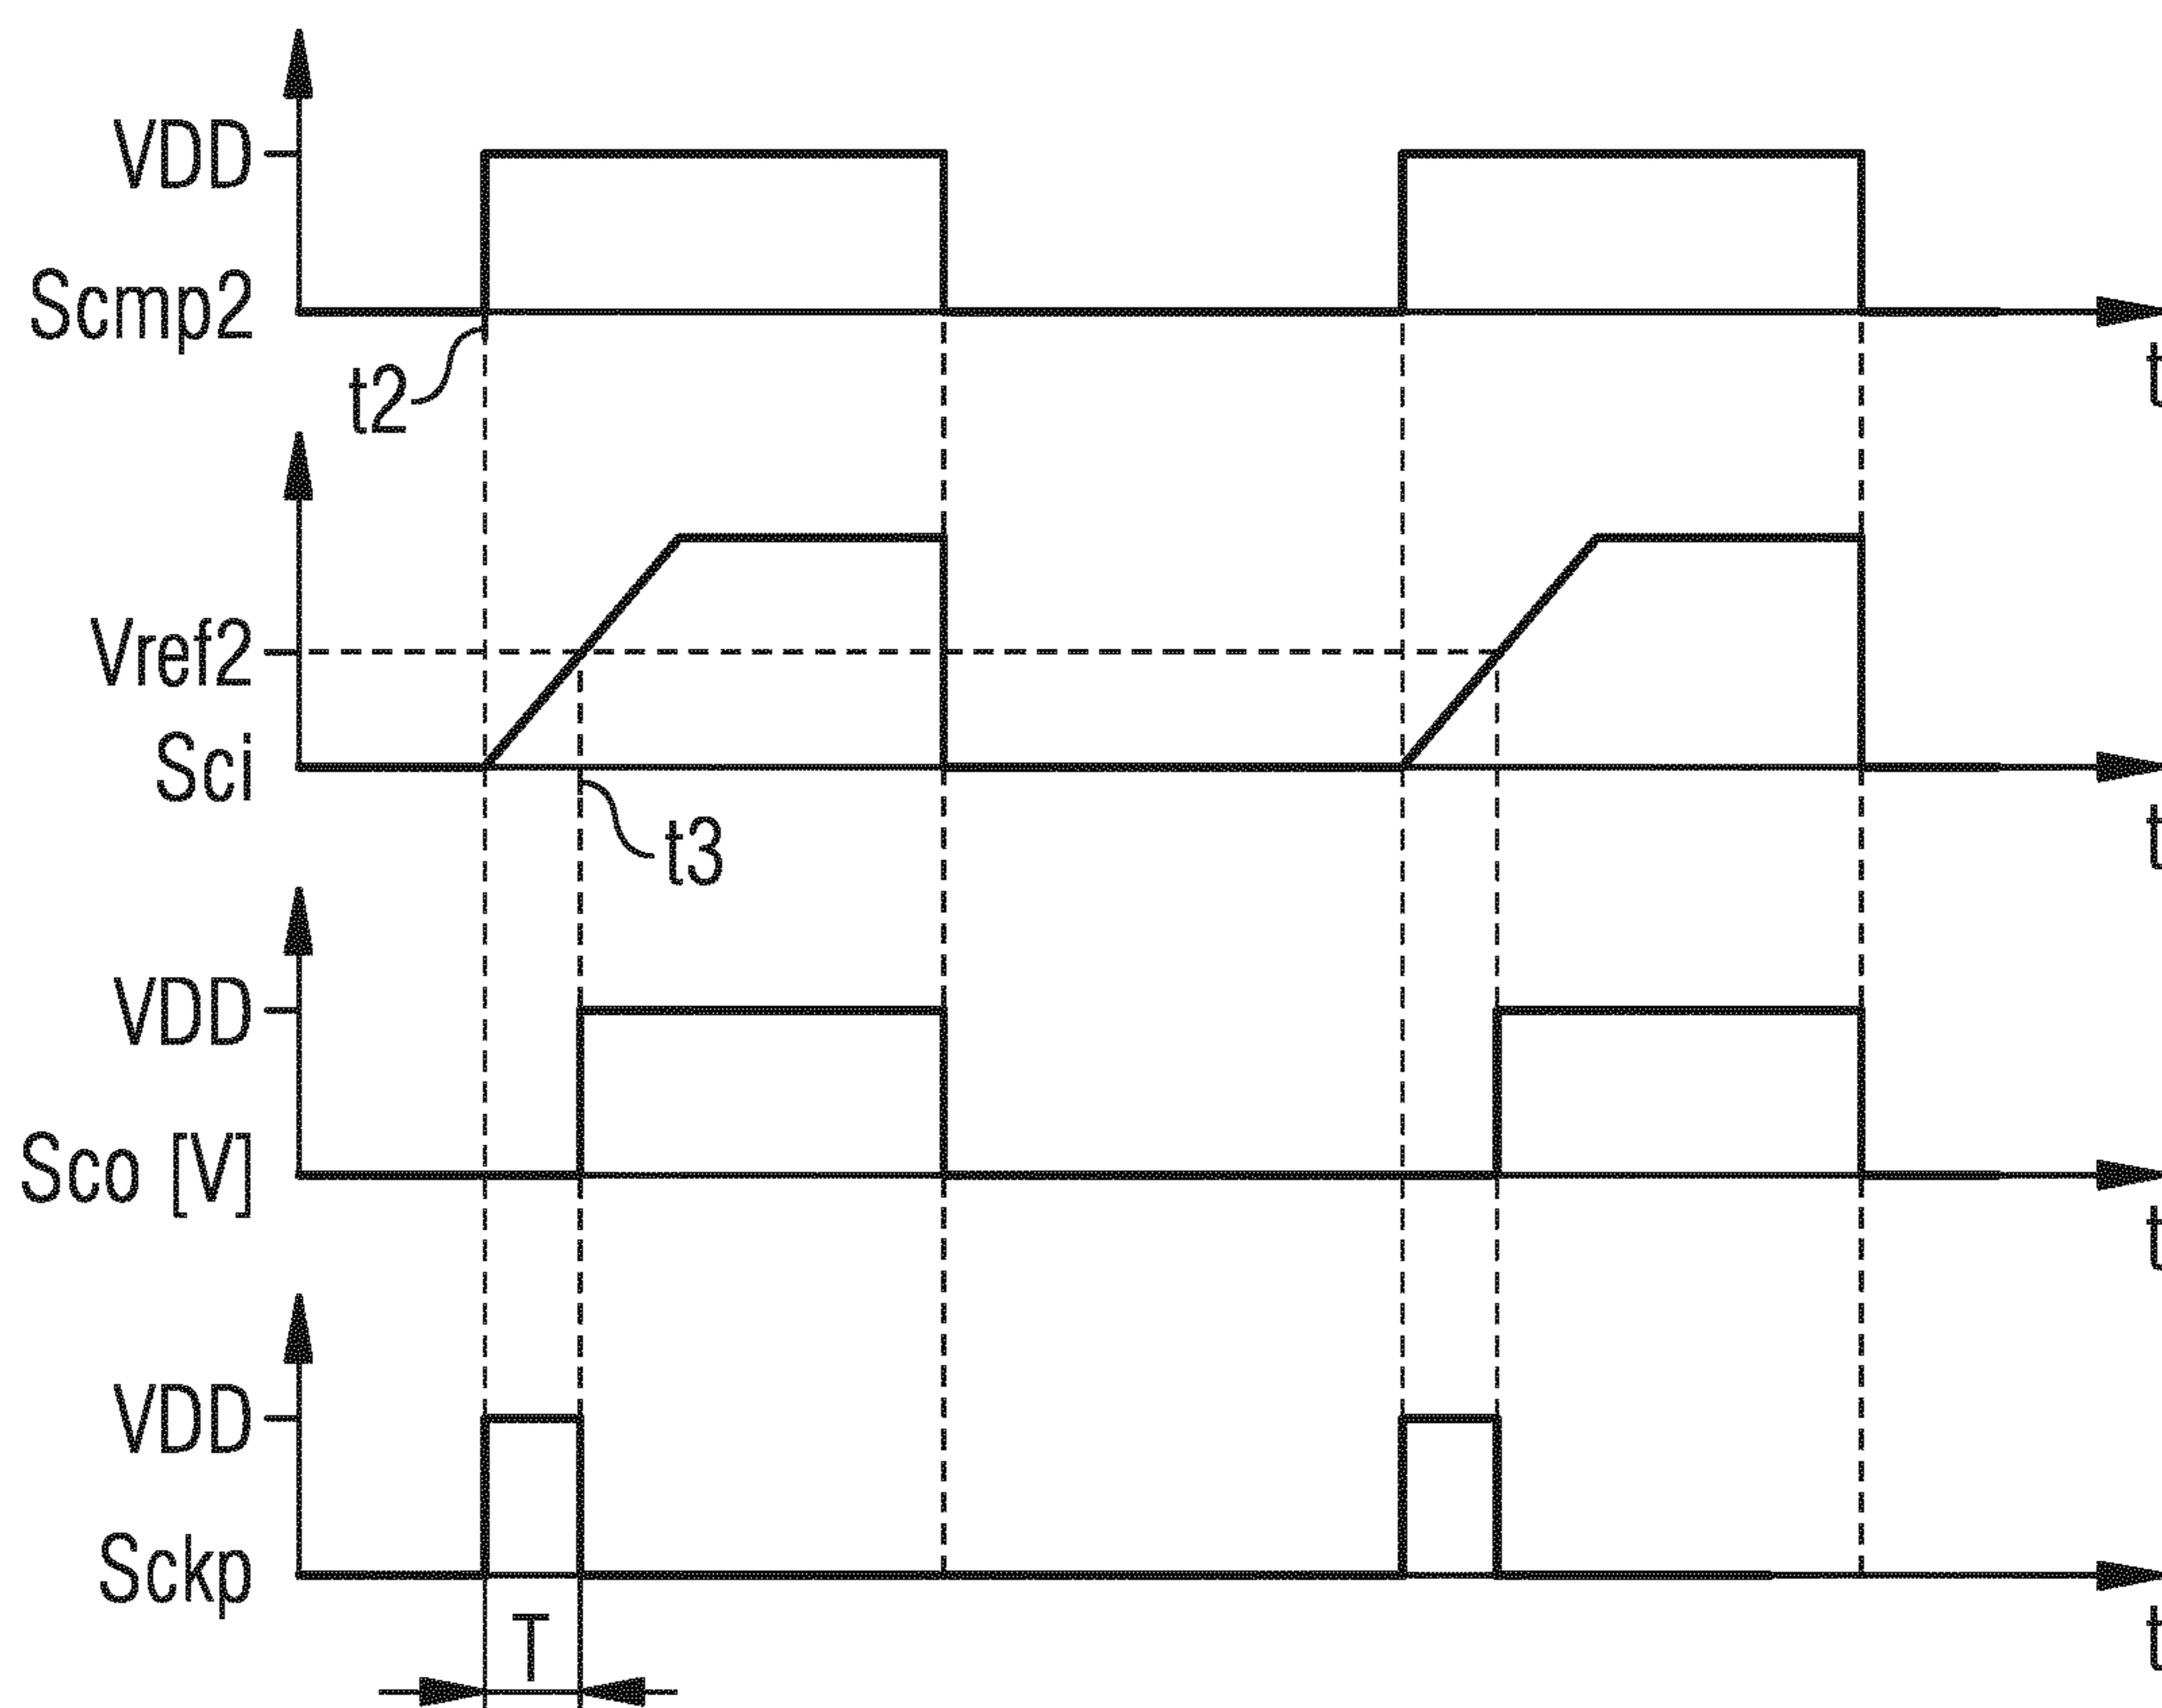 VDD
Scmp2
t2
t
Vref2
Sci
t3
t
VDD
Sco [V]
t
VDD
Sckp
T
t